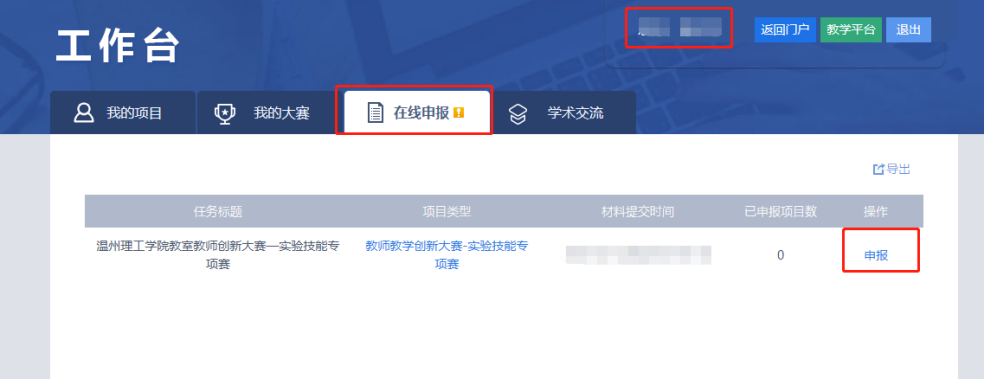 工作台
返回门户
教学平台
退出
我的项目
我的大赛
在线申报
学术交流
导出
任务标题
项目类型
材料提交时间
已申报项目数
操作
温州理工学院教室教师创新大赛—实验技能专
项赛
教师教学创新大赛-实验技能专
项赛
0
申报